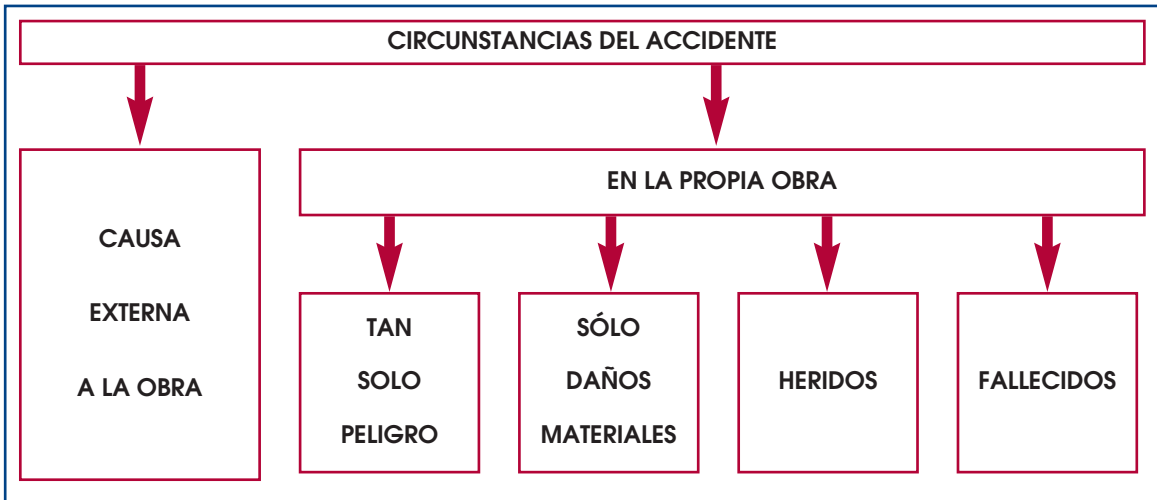 CIRCUNSTANCIAS DEL ACCIDENTE
CAUSA
EXTERNA
A LA OBRA
EN LA PROPIA OBRA
TAN
SOLO
PELIGRO
SÓLO
DAÑOS
MATERIALES
HERIDOS
FALLECIDOS